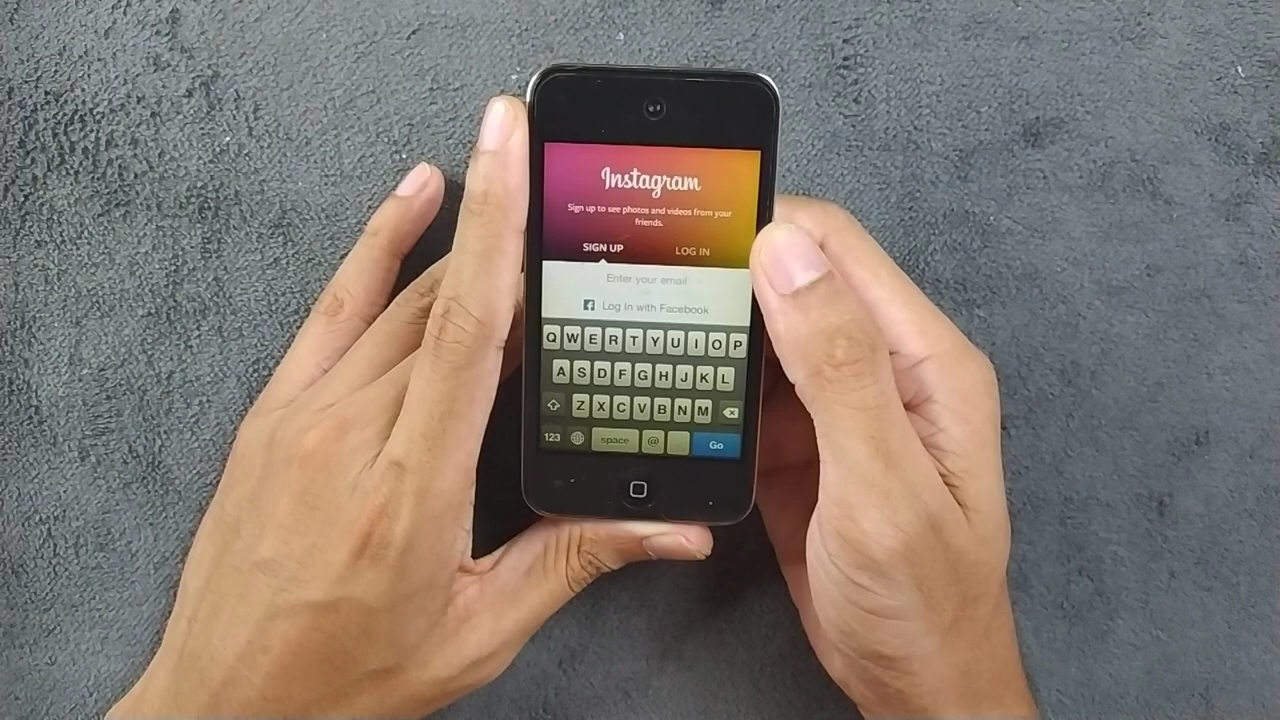 Instagram
Sign up to see photos and videos from your
friends.
SIGN UP LOG IN
Enter your email
Log In with Facebook
Q W E R T Y U I O P
A S D F G H J K L
Z X C V B N M
123 space @ . Go